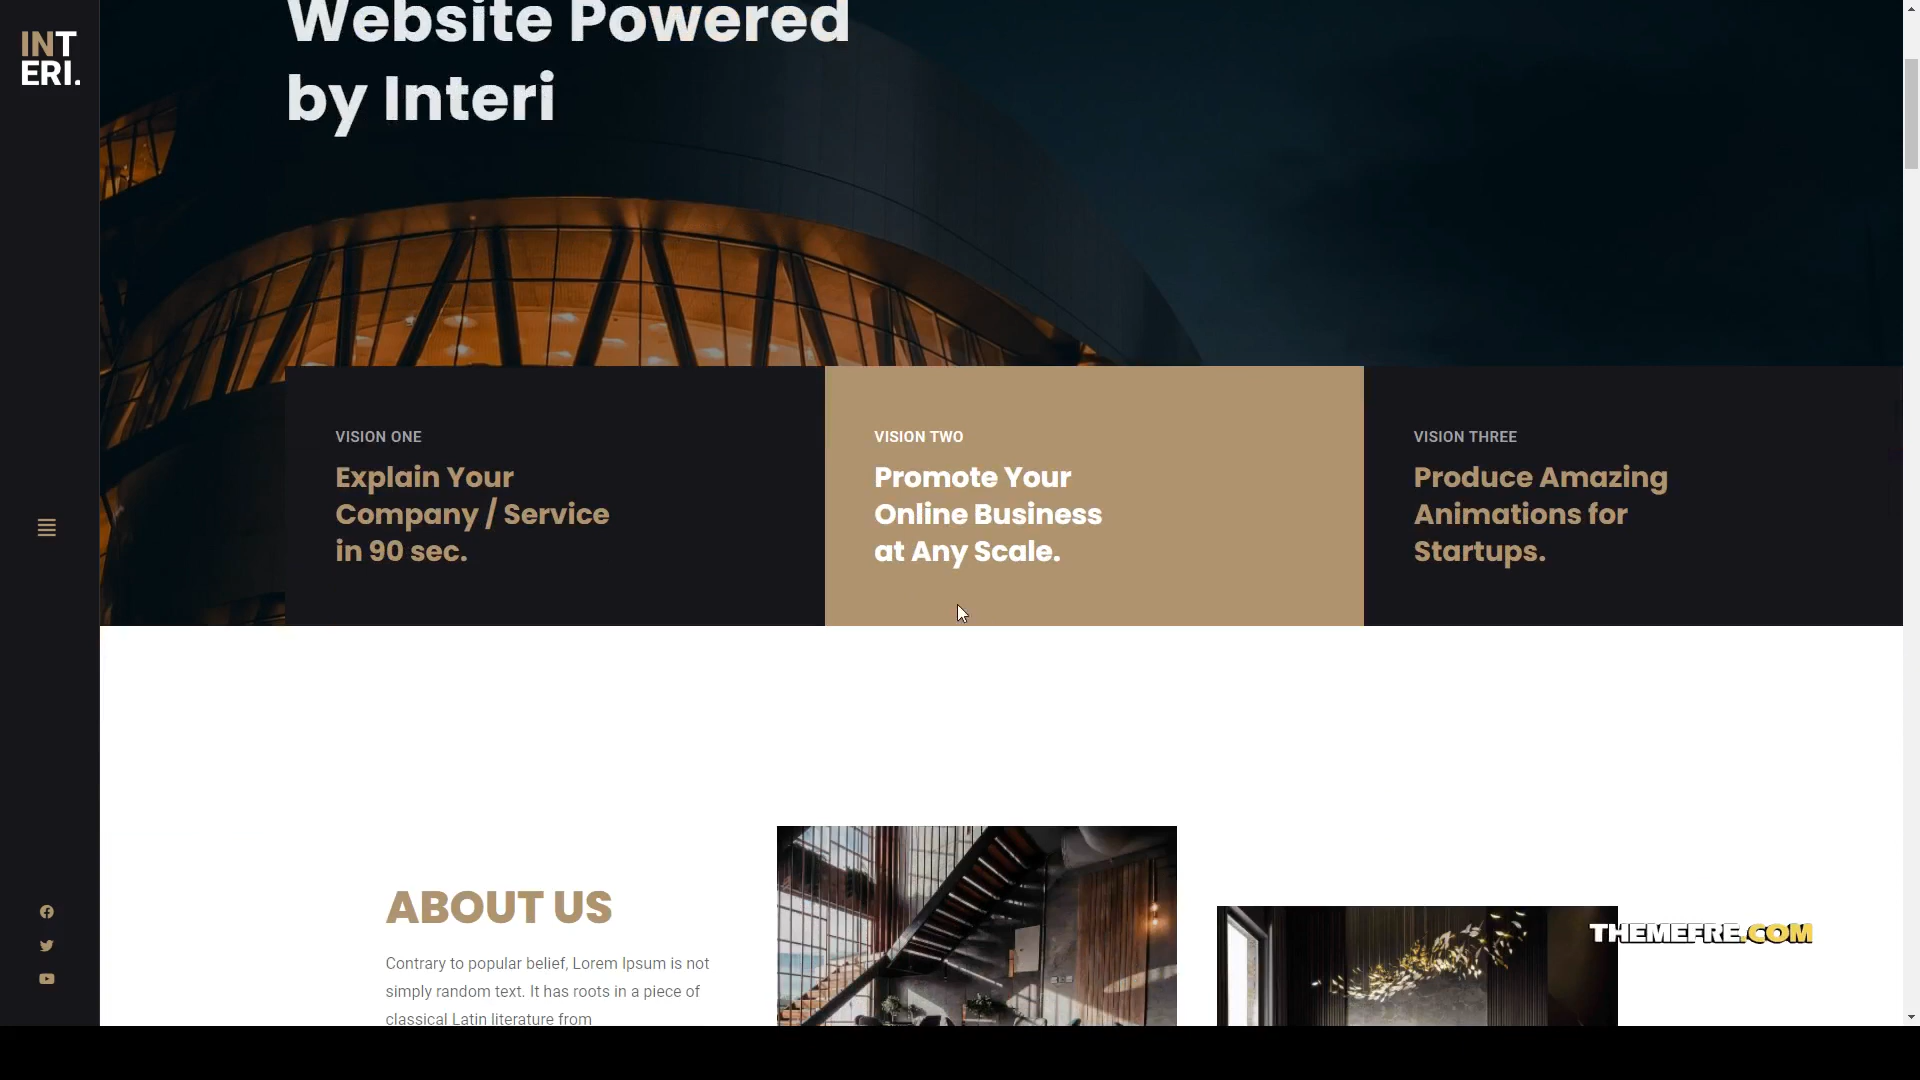 INT
ERI.
Website Powered
by Interi
VISION ONE
Explain Your
Company / Service
in 90 sec.
VISION TWO
Promote Your
Online Business
at Any Scale.
VISION THREE
Produce Amazing
Animations for
Startups.
ABOUT US
Contrary to popular belief, Lorem Ipsum is not
simply random text. It has roots in a piece of
classical Latin literature from
THEMEFRE.COM